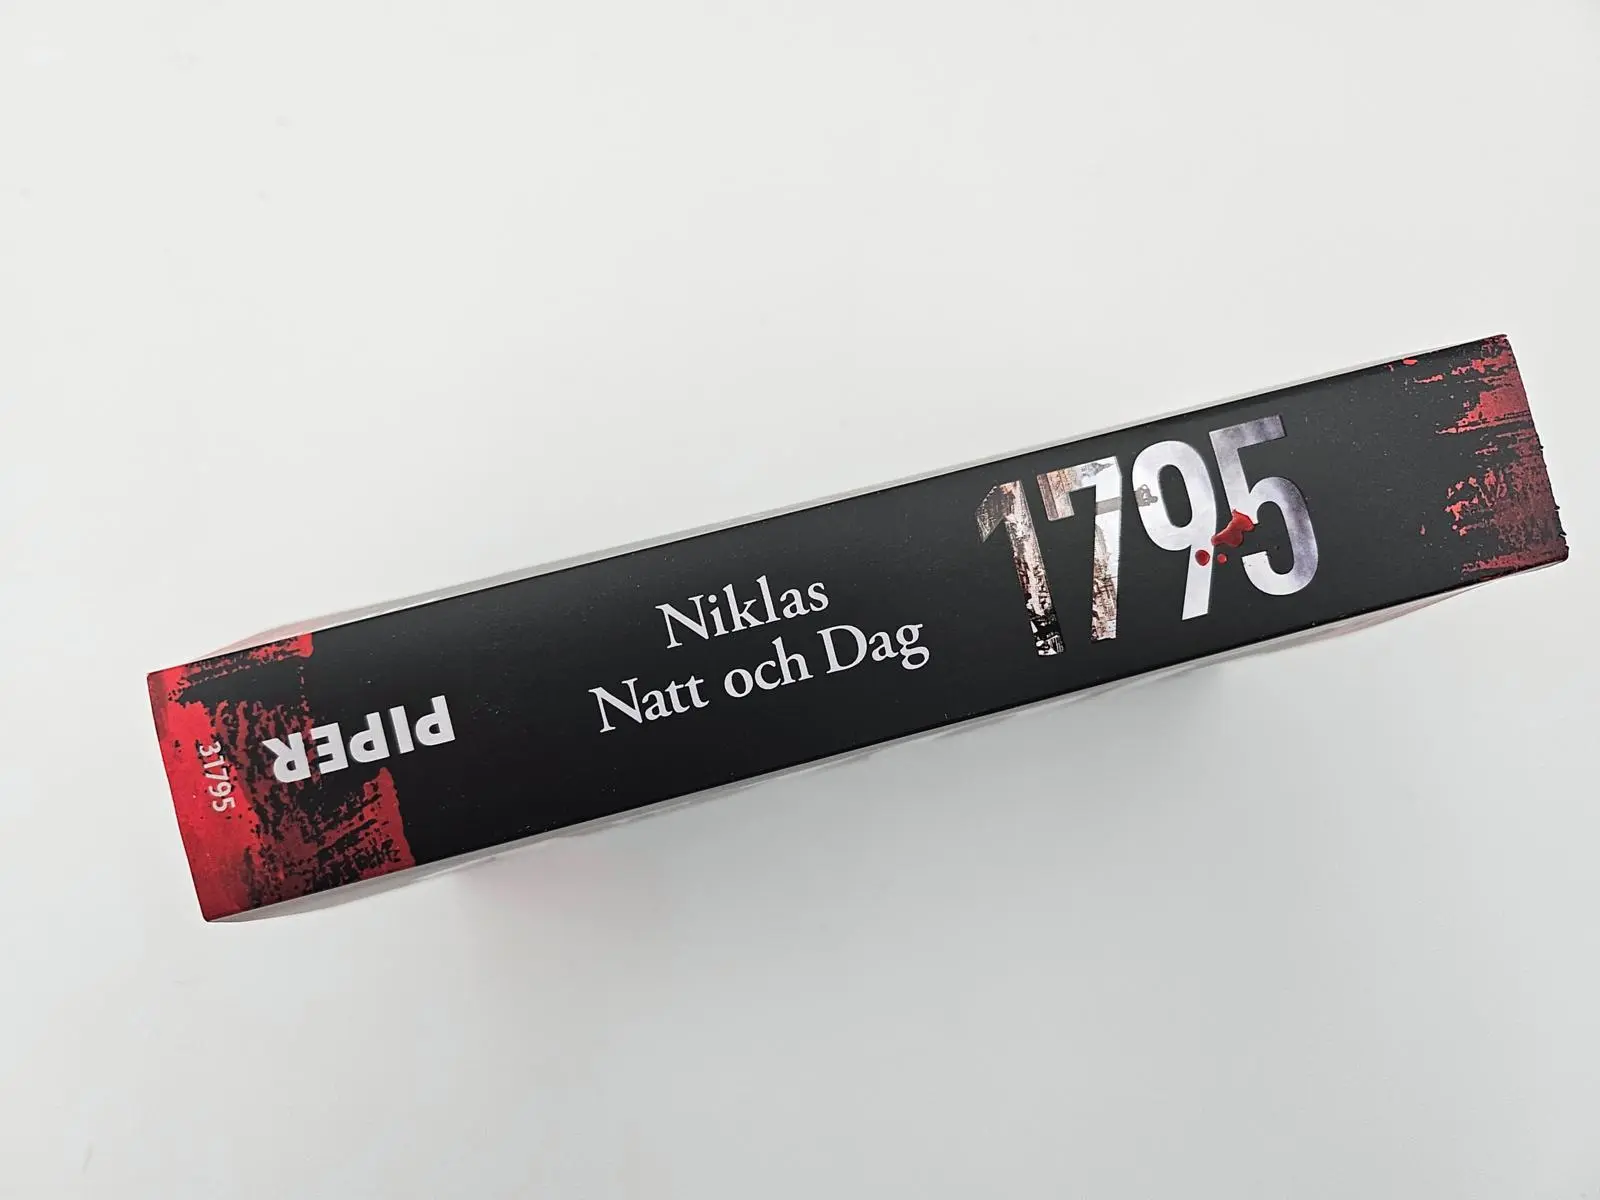 1795
Niklas
Natt och Dag
PIPER
31795